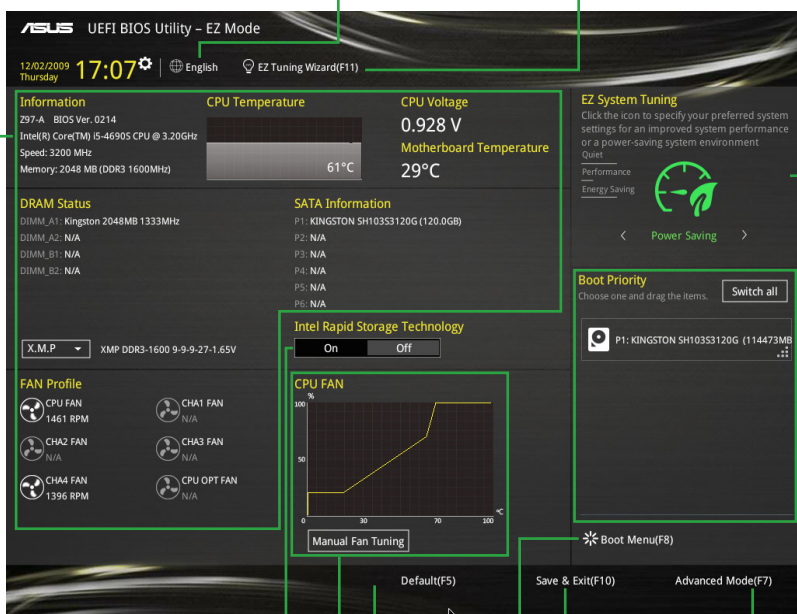 ASUS UEFI BIOS Utility – EZ Mode
12/02/2009
Thursday
17:07
English
EZ Tuning Wizard(F11)
Information
Z97-A BIOS Ver. 0214
Intel(R) Core(TM) i5-4690S CPU @ 3.20GHz
Speed: 3200 MHz
Memory: 2048 MB (DDR3 1600MHz)
CPU Temperature
61°C
CPU Voltage
0.928 V
Motherboard Temperature
29°C
EZ System Tuning
Click the icon to specify your preferred system
settings for an improved system performance
or a power-saving system environment
Quiet
Performance
Energy Saving
Power Saving
DRAM Status
DIMM_A1: Kingston 2048MB 1333MHz
DIMM_A2: N/A
DIMM_B1: N/A
DIMM_B2: N/A
SATA Information
P1: KINGSTON SH103S3120G (120.0GB)
P2: N/A
P3: N/A
P4: N/A
P5: N/A
P6: N/A
X.M.P
XMP DDR3-1600 9-9-9-27-1.65V
Intel Rapid Storage Technology
On Off
Boot Priority
Choose one and drag the items.
Switch all
P1: KINGSTON SH103S3120G (114473MB
FAN Profile
CPU FAN
1461 RPM
CHA1 FAN
N/A
CHA2 FAN
N/A
CHA3 FAN
N/A
CHA4 FAN
1396 RPM
CPU OPT FAN
N/A
CPU FAN
%
100
50
0 30 70 100
°C
Manual Fan Tuning
Boot Menu(F8)
Default(F5)
Save & Exit(F10)
Advanced Mode(F7)